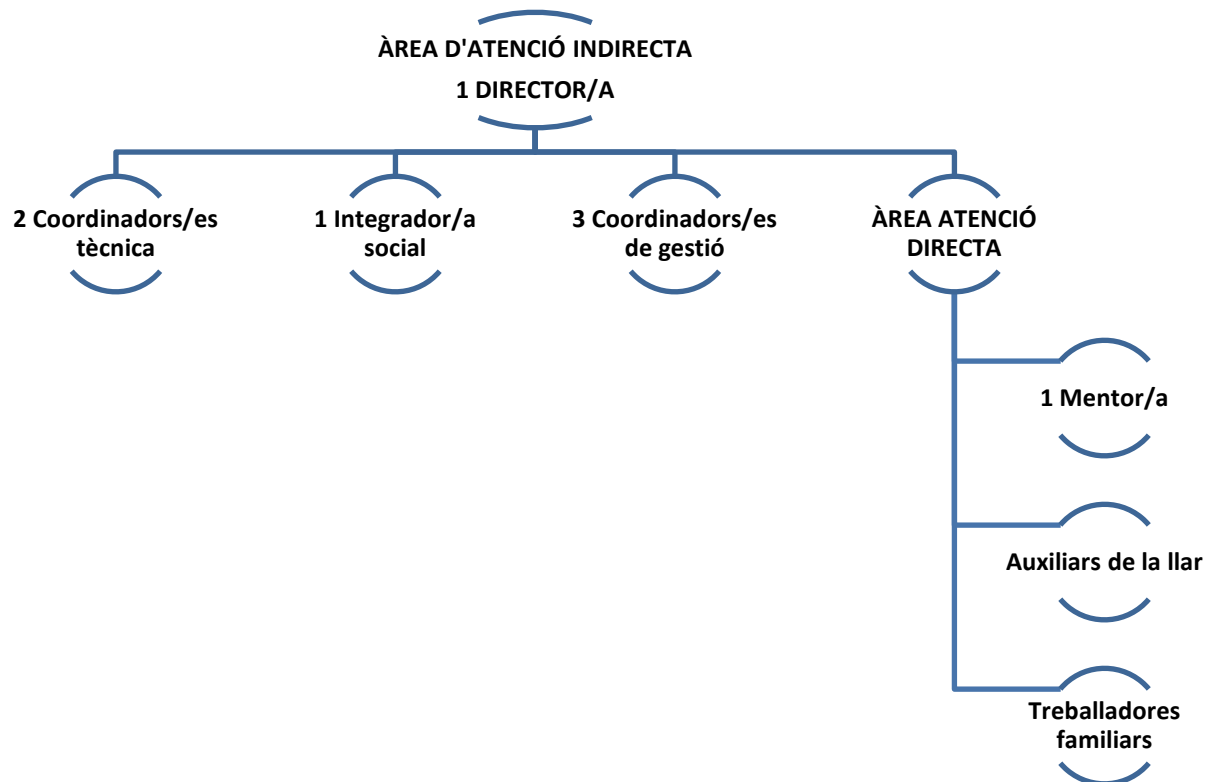 ÀREA D'ATENCIÓ INDIRECTA
1 DIRECTOR/A
2 Coordinadors/es
tècnica
1 Integrador/a
social
3 Coordinadors/es
de gestió
ÀREA ATENCIÓ
DIRECTA
1 Mentor/a
Auxiliars de la llar
Treballadores
familiars